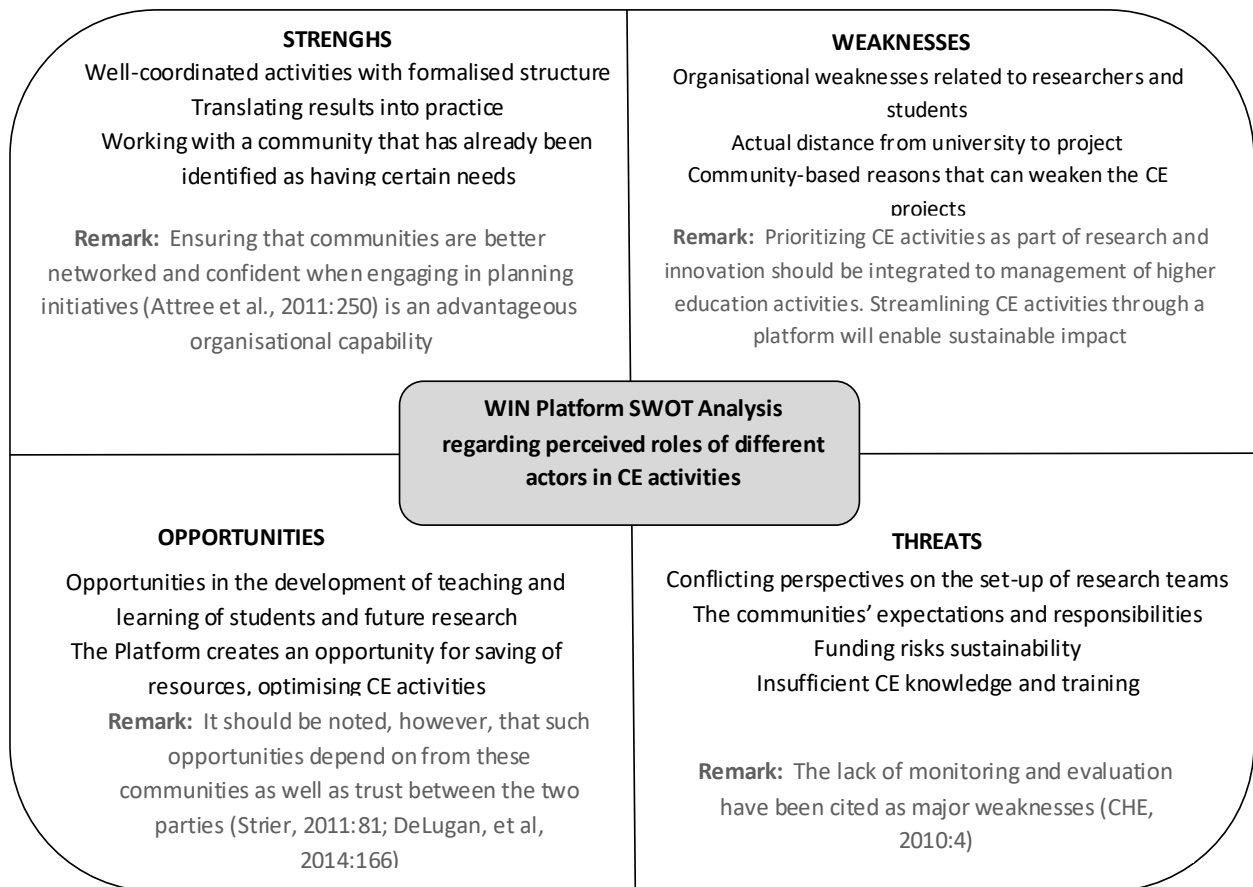 STRENGHS
Well-coordinated activities with formalised structure
Translating results into practice
Working with a community that has already been
identified as having certain needs
Remark: Ensuring that communities are better
networked and confident when engaging in planning
initiatives (Attree et al., 2011:250) is an advantageous
organisational capability
WEAKNESSES
Organisational weaknesses related to researchers and
students
Actual distance from university to project
Community-based reasons that can weaken the CE
projects
Remark: Prioritizing CE activities as part of research and
innovation should be integrated to management of higher
education activities. Streamlining CE activities through a
platform will enable sustainable impact
WIN Platform SWOT Analysis
regarding perceived roles of different
actors in CE activities
OPPORTUNITIES
Opportunities in the development of teaching and
learning of students and future research
The Platform creates an opportunity for saving of
resources, optimising CE activities
Remark: It should be noted, however, that such
opportunities depend on from these
communities as well as trust between the two
parties (Strier, 2011:81; DeLugan, et al,
2014:166)
THREATS
Conflicting perspectives on the set-up of research teams
The communities’ expectations and responsibilities
Funding risks sustainability
Insufficient CE knowledge and training
Remark: The lack of monitoring and evaluation
have been cited as major weaknesses (CHE,
2010:4)